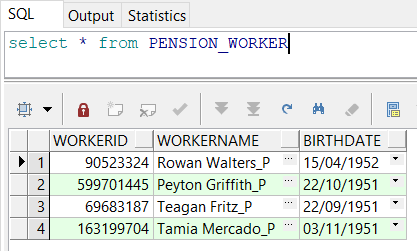 SQL Output Statistics
select * from PENSION_WORKER
WORKERID WORKERNAME BIRTHDATE
1 90523324 Rowan Walters_P ... 15/04/1952
2 599701445 Peyton Griffith_P ... 22/10/1951
3 69683187 Teagan Fritz_P ... 22/09/1951
4 163199704 Tamia Mercado_P ... 03/11/1951